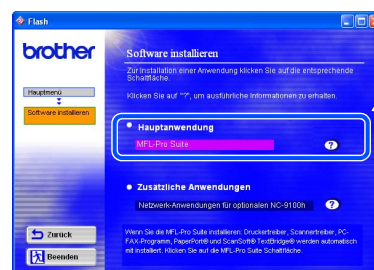 Flash
brother
Software installieren
Zur Installation einer Anwendung klicken Sie auf die entsprechende
Schaltfläche.
Klicken Sie auf "?", um ausführliche Informationen zu erhalten.
Hauptmenü
Software installieren
Hauptanwendung
MFL-Pro Suite
?
Zusätzliche Anwendungen
Netzwerk-Anwendungen für optionalen NC-9100h
?
Zurück
Beenden
Wenn Sie die MFL-Pro Suite installieren; Druckertreiber, Scannertreiber, PC-
FAX-Programm, PaperPort® und ScanSoft® TextBridge® werden automatisch
mit installiert. Klicken Sie auf die MFL-Pro Suite Schaltfläche.